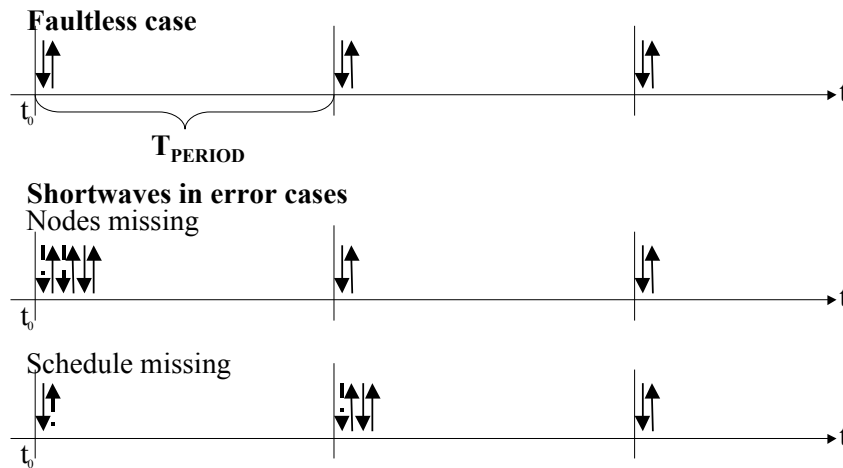 Faultless case
t
t0
TPERIOD
Shortwaves in error cases
Nodes missing
t
t0
Schedule missing
t
t0